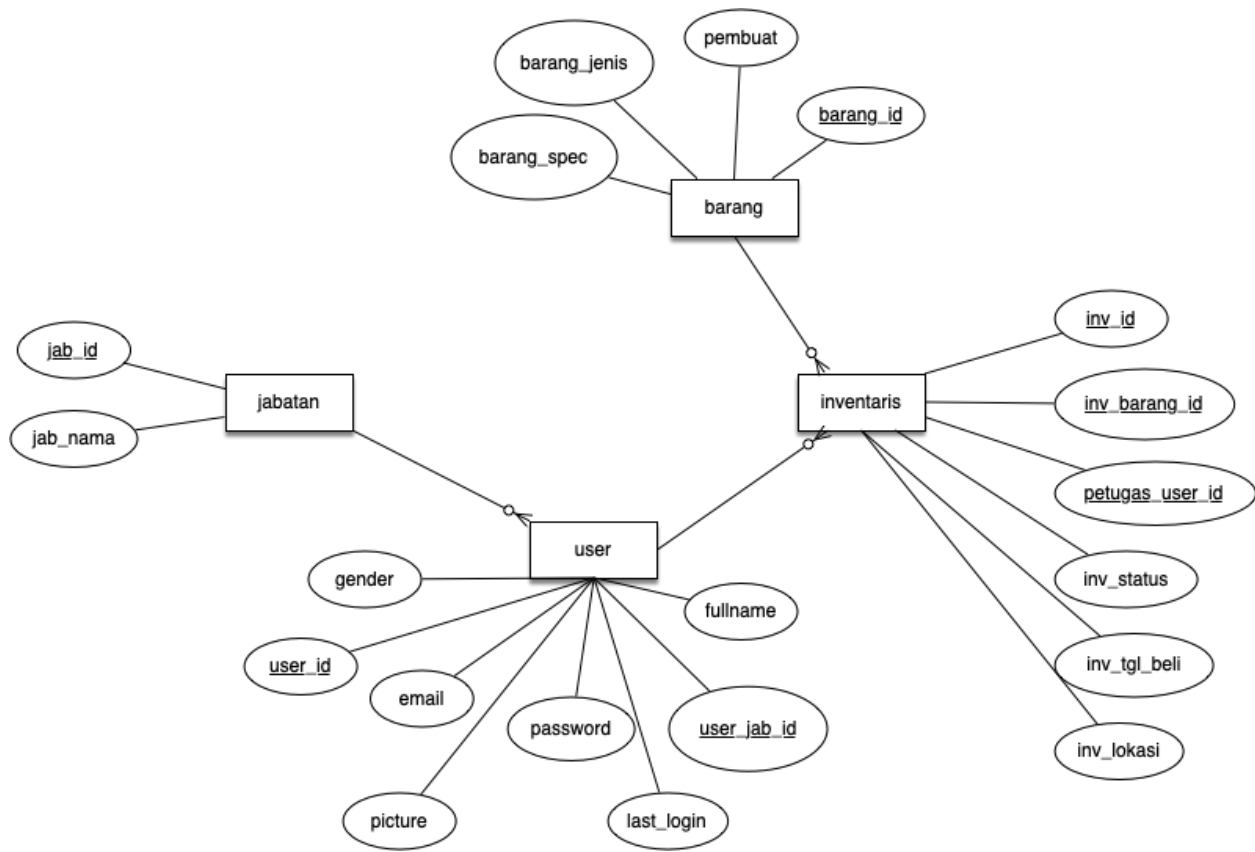 pembuat
barang_jenis
barang_id
barang_spec
barang
inv_id
jab_id
jabatan
inventaris
inv_barang_id
jab_nama
petugas_user_id
user
gender
inv_status
fullname
user_id
inv_tgl_beli
email
password
user_jab_id
inv_lokasi
picture
last_login